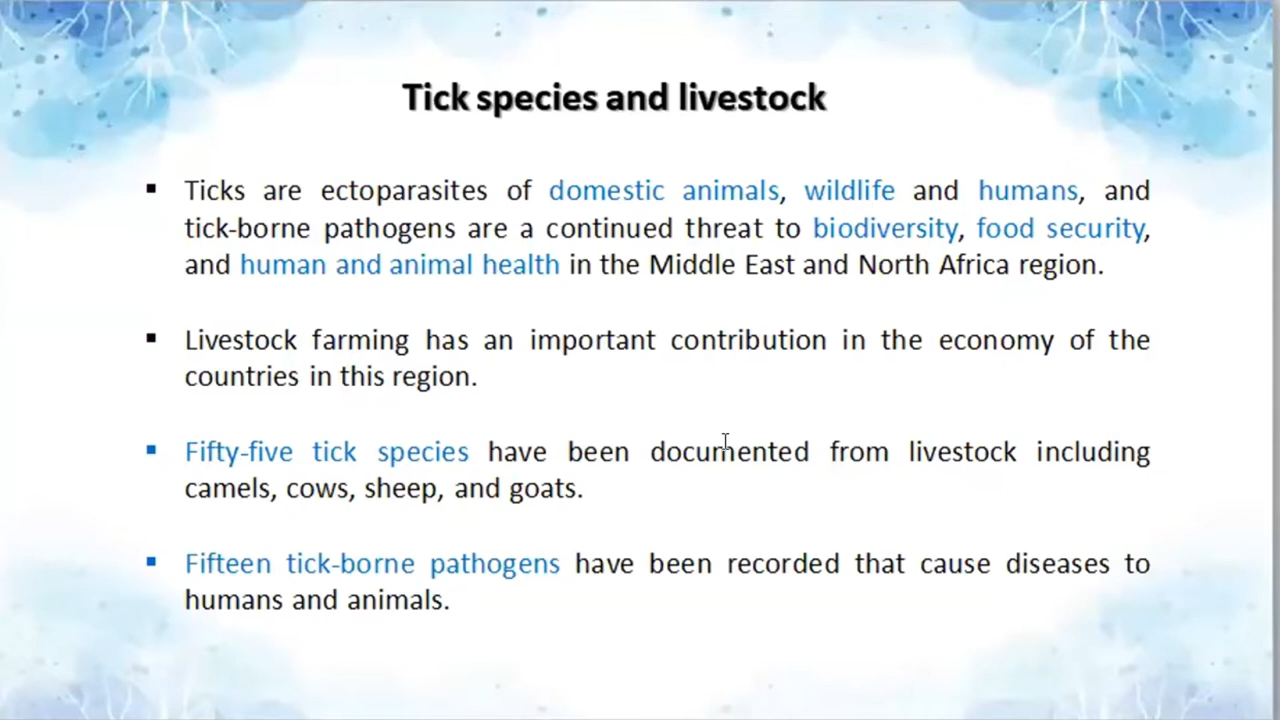 Tick species and livestock
▪ Ticks are ectoparasites of domestic animals, wildlife and humans, and
tick-borne pathogens are a continued threat to biodiversity, food security,
and human and animal health in the Middle East and North Africa region.
▪ Livestock farming has an important contribution in the economy of the
countries in this region.
▪ Fifty-five tick species have been documented from livestock including
camels, cows, sheep, and goats.
▪ Fifteen tick-borne pathogens have been recorded that cause diseases to
humans and animals.